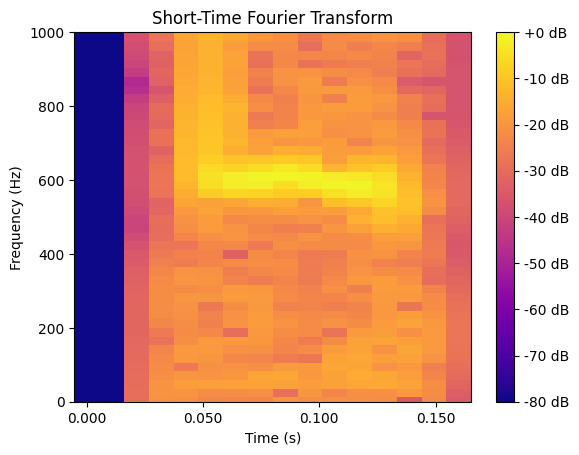 Short-Time Fourier Transform
Frequency (Hz)
1000
800
600
400
200
0
0.000
0.050
0.100
0.150
Time (s)
+0 dB
-10 dB
-20 dB
-30 dB
-40 dB
-50 dB
-60 dB
-70 dB
-80 dB